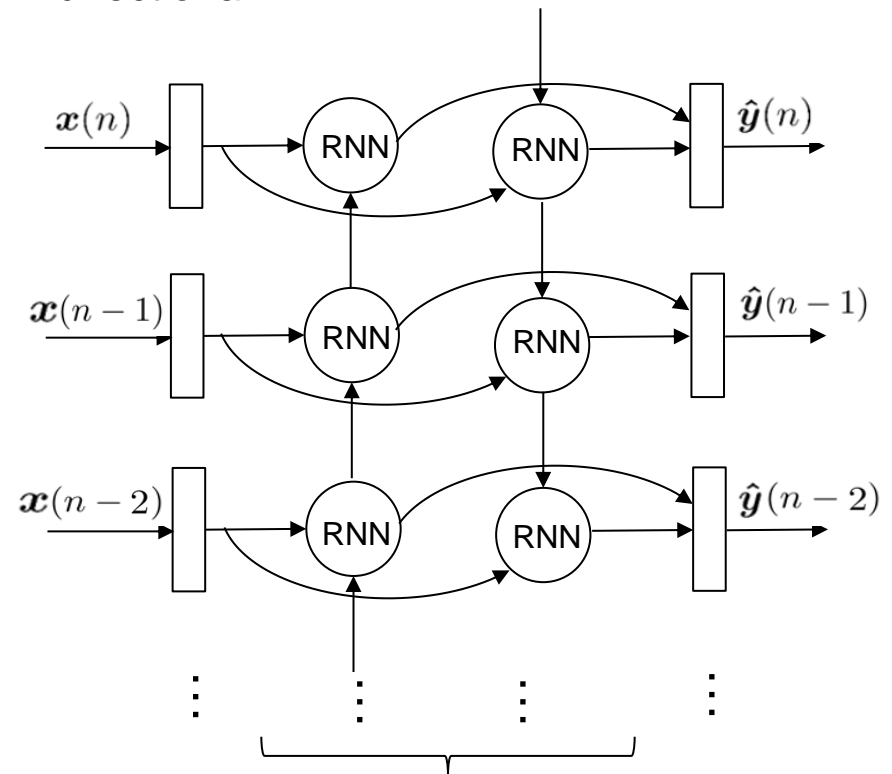 x(n) RNN RNN ŷ(n)
x(n − 1) RNN RNN ŷ(n − 1)
x(n − 2) RNN RNN ŷ(n − 2)
⋮ ⋮ ⋮ ⋮